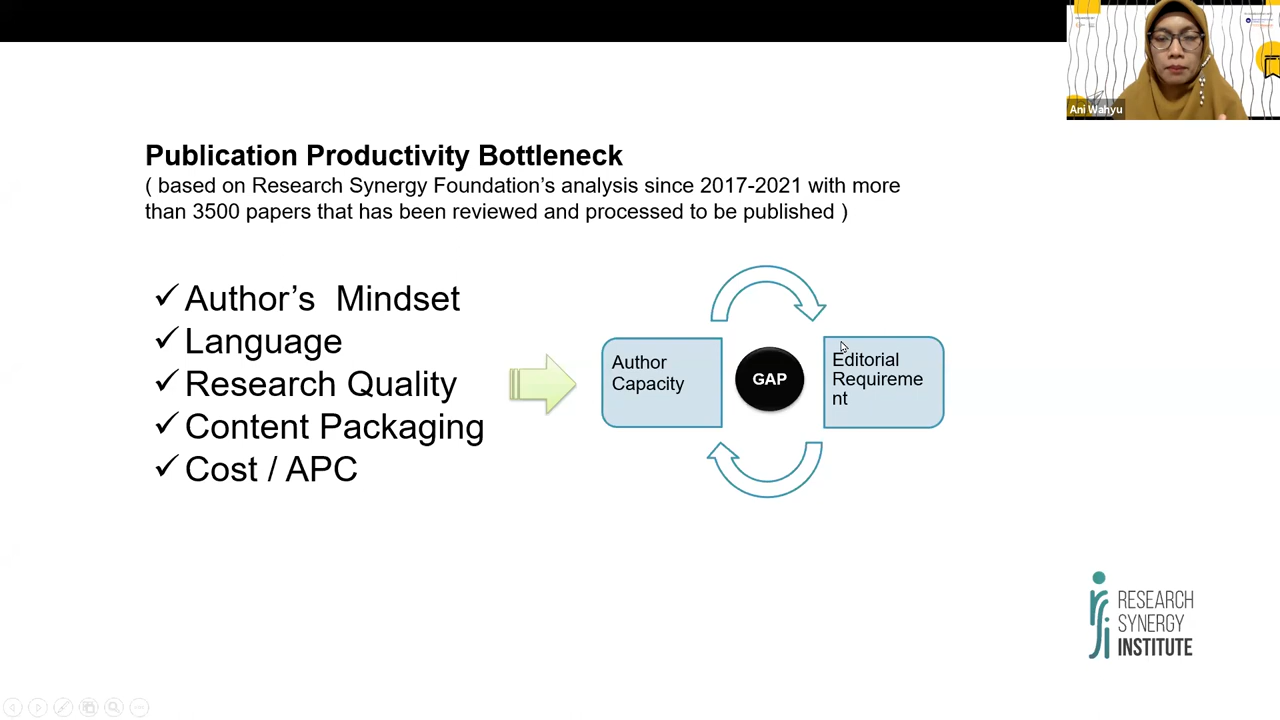 Ani Wahyu
Publication Productivity Bottleneck
( based on Research Synergy Foundation’s analysis since 2017-2021 with more
than 3500 papers that has been reviewed and processed to be published )
✓ Author’s Mindset
✓ Language
✓ Research Quality
✓ Content Packaging
✓ Cost / APC
Author
Capacity
GAP
Editorial
Requireme
nt
RESEARCH
SYNERGY
INSTITUTE